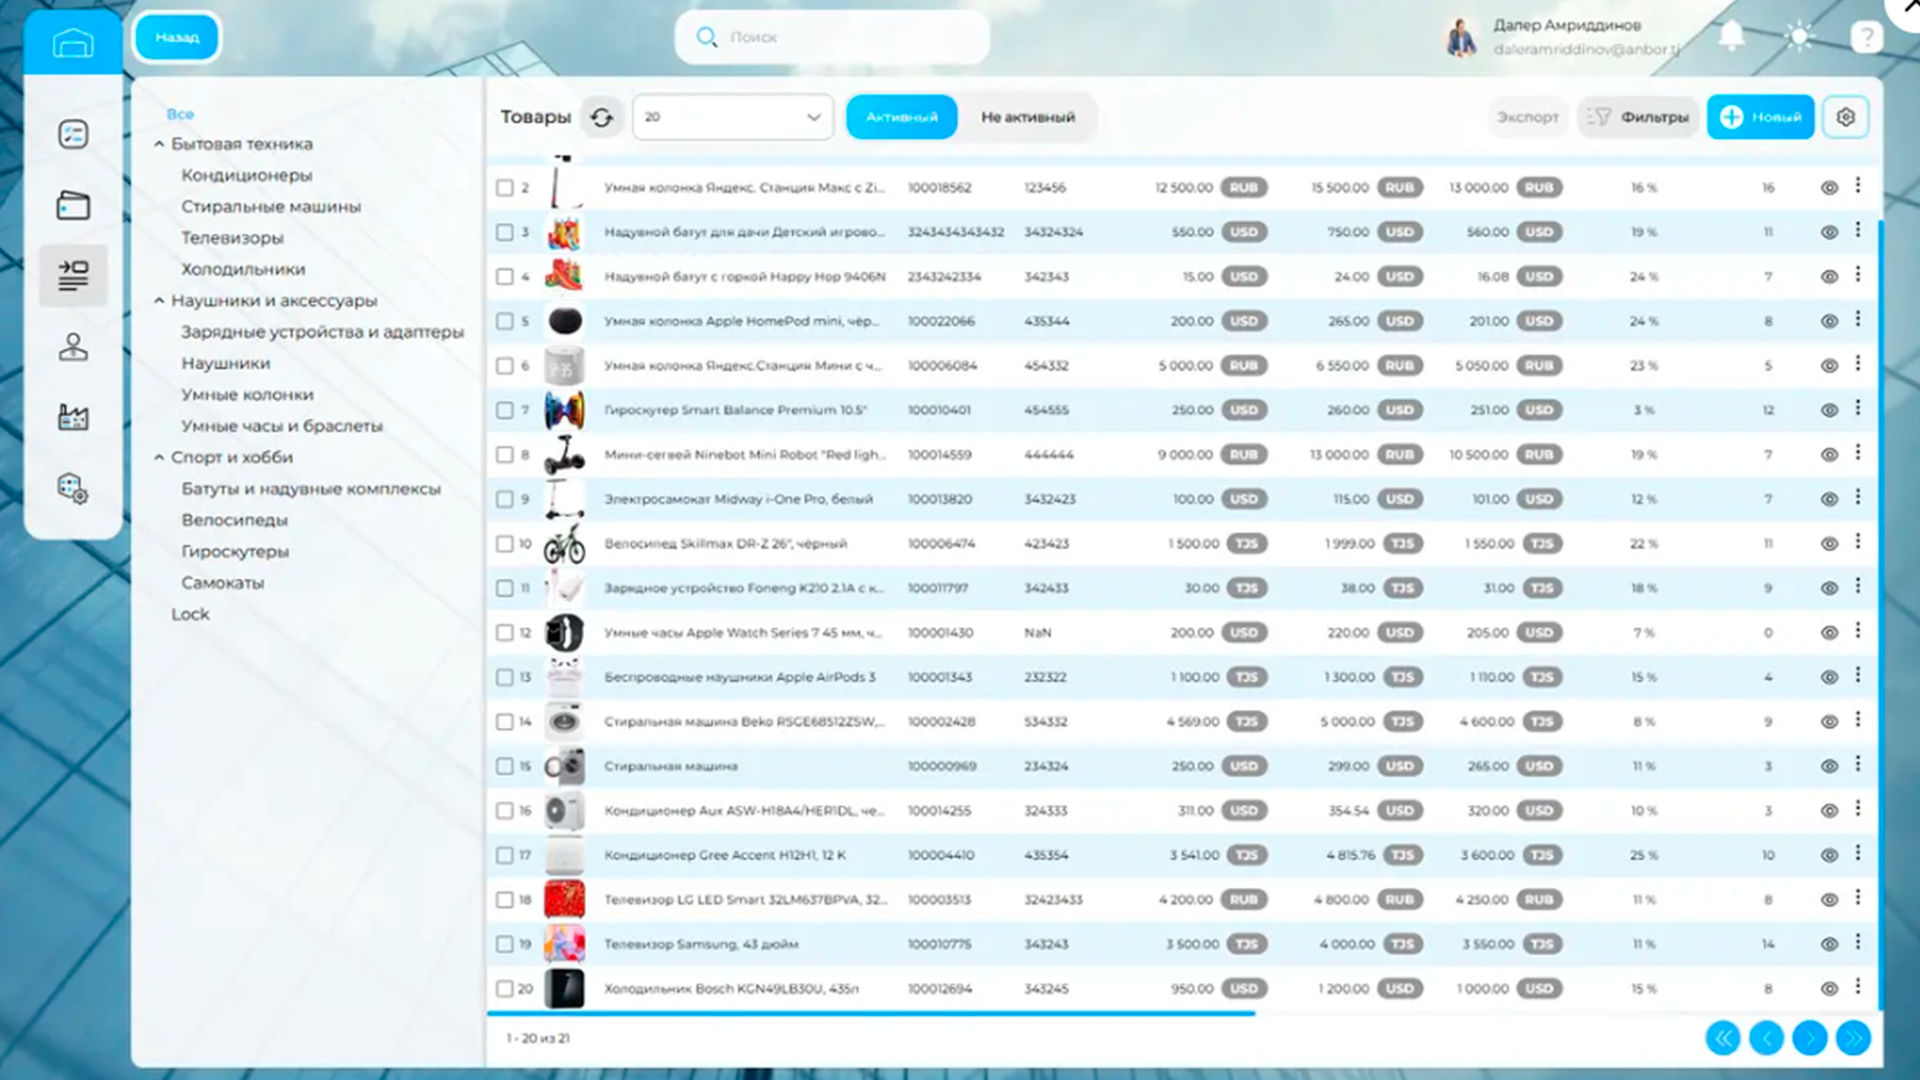 Назад
Поиск
Далер Амриддинов
daleramriddinov@anbor.tj
?
Все
Бытовая техника
Кондиционеры
Стиральные машины
Телевизоры
Холодильники
Наушники и аксессуары
Зарядные устройства и адаптеры
Наушники
Умные колонки
Умные часы и браслеты
Спорт и хобби
Батуты и надувные комплексы
Велосипеды
Гироскутеры
Самокаты
Lock
Товары 20 Активный Не активный Экспорт Фильтры Новый
2 Умная колонка Яндекс. Станция Макс с Zi... 100018562 123456 12 500.00 RUB 15 500.00 RUB 13 000.00 RUB 16 % 16
3 Надувной батут для дачи Детский игрово... 3243434343432 34324324 550.00 USD 750.00 USD 560.00 USD 19 % 11
4 Надувной батут с горкой Happy Hop 9406N 2343242334 342343 15.00 USD 24.00 USD 16.08 USD 24 % 7
5 Умная колонка Apple HomePod mini, чёр... 100022066 435344 200.00 USD 265.00 USD 201.00 USD 24 % 8
6 Умная колонка Яндекс.Станция Мини с ч... 100006084 454332 5 000.00 RUB 6 550.00 RUB 5 050.00 RUB 23 % 5
7 Гироскутер Smart Balance Premium 10.5" 100010401 454555 250.00 USD 260.00 USD 251.00 USD 3 % 12
8 Мини-сегвей Ninebot Mini Robot "Red ligh... 100014559 444444 9 000.00 RUB 13 000.00 RUB 10 500.00 RUB 19 % 7
9 Электросамокат Midway i-One Pro, белый 100013820 3432423 100.00 USD 115.00 USD 101.00 USD 12 % 7
10 Велосипед Skillmax DR-Z 26", чёрный 100006474 423423 1 500.00 TJS 1 999.00 TJS 1 550.00 TJS 22 % 11
11 Зарядное устройство Foneng K210 2.1A с к... 100011797 342433 30.00 TJS 38.00 TJS 31.00 TJS 18 % 9
12 Умные часы Apple Watch Series 7 45 мм, ч... 100001430 NaN 200.00 USD 220.00 USD 205.00 USD 7 % 0
13 Беспроводные наушники Apple AirPods 3 100001343 232322 1 100.00 TJS 1 300.00 TJS 1 110.00 TJS 15 % 4
14 Стиральная машина Beko RSGE68512ZSW,... 100002428 534332 4 569.00 TJS 5 000.00 TJS 4 600.00 TJS 8 % 9
15 Стиральная машина 100000969 234324 250.00 USD 299.00 USD 265.00 USD 11 % 3
16 Кондиционер Aux ASW-H18A4/HER1DL, че... 100014255 324333 311.00 USD 354.54 USD 320.00 USD 10 % 3
17 Кондиционер Gree Accent H12H1, 12 K 100004410 435354 3 541.00 TJS 4 815.76 TJS 3 600.00 TJS 25 % 10
18 Телевизор LG LED Smart 32LM637BPVA, 32... 100003513 32423433 4 200.00 RUB 4 800.00 RUB 4 250.00 RUB 11 % 8
19 Телевизор Samsung, 43 дюйм 100010775 343243 3 500.00 TJS 4 000.00 TJS 3 550.00 TJS 11 % 14
20 Холодильник Bosch KGN49LB30U, 435л 100012694 343245 950.00 USD 1 200.00 USD 1 000.00 USD 15 % 8
1 - 20 из 21